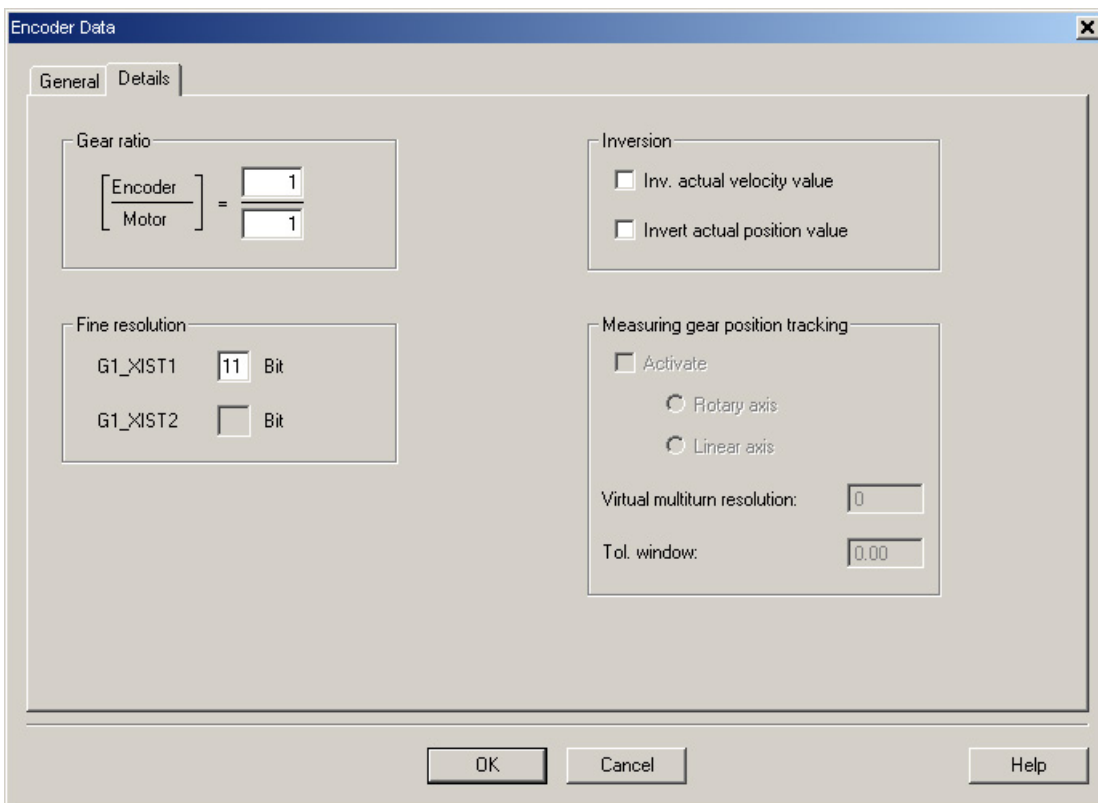 Encoder Data
General Details
Gear ratio
Encoder
Motor
=
1
1
Fine resolution
G1_XIST1 11 Bit
G1_XIST2 Bit
Inversion
Inv. actual velocity value
Invert actual position value
Measuring gear position tracking
Activate
Rotary axis
Linear axis
Virtual multiturn resolution: 0
Tol. window: 0.00
OK Cancel Help